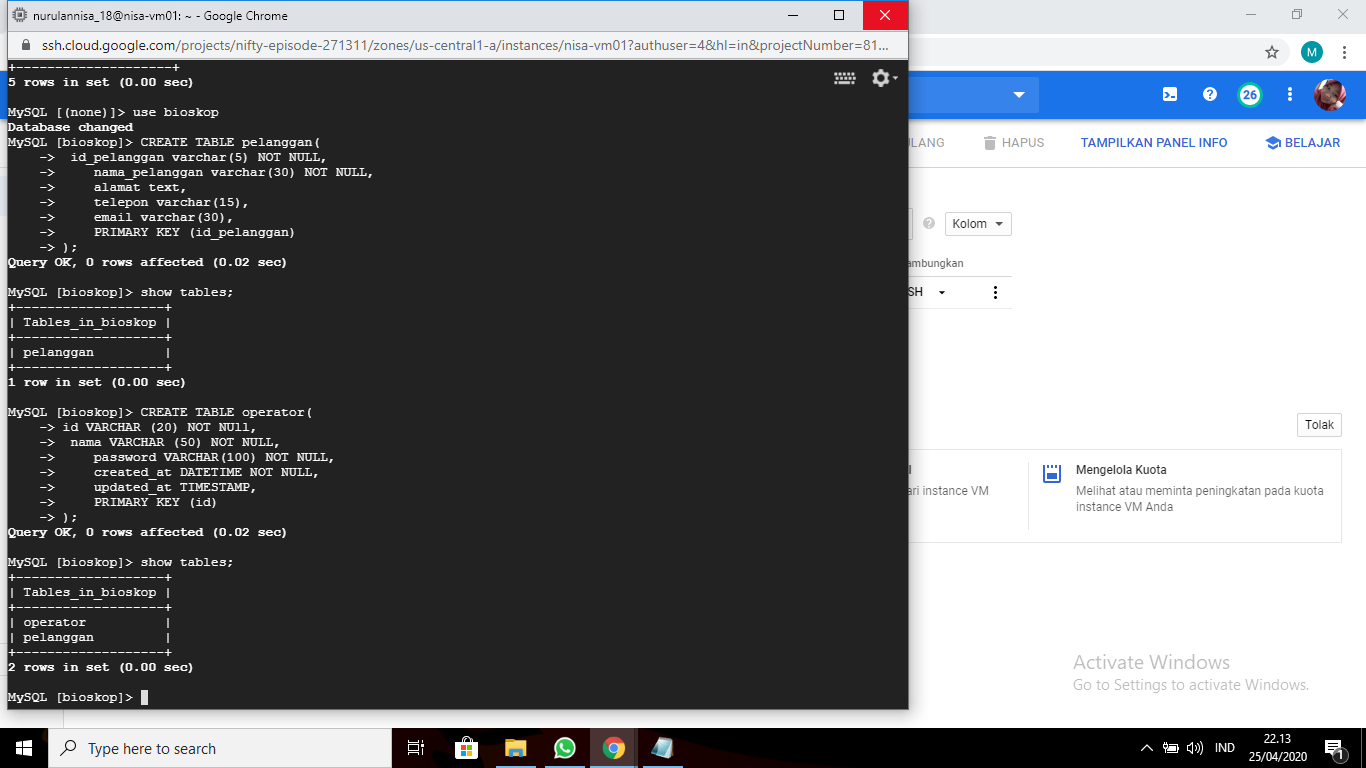 nurulannisa_18@nisa-vm01: ~ - Google Chrome
ssh.cloud.google.com/projects/nifty-episode-271311/zones/us-central1-a/instances/nisa-vm01?authuser=4&hl=in&projectNumber=81...
+--------------------+
5 rows in set (0.00 sec)
MySQL [(none)]> use bioskop
Database changed
MySQL [bioskop]> CREATE TABLE pelanggan(
    ->  id_pelanggan varchar(5) NOT NULL,
    ->     nama_pelanggan varchar(30) NOT NULL,
    ->     alamat text,
    ->     telepon varchar(15),
    ->     email varchar(30),
    ->     PRIMARY KEY (id_pelanggan)
    -> );
Query OK, 0 rows affected (0.02 sec)
MySQL [bioskop]> show tables;
+-------------------+
| Tables_in_bioskop |
+-------------------+
| pelanggan         |
+-------------------+
1 row in set (0.00 sec)
MySQL [bioskop]> CREATE TABLE operator(
    -> id VARCHAR (20) NOT NUll,
    ->  nama VARCHAR (50) NOT NULL,
    ->     password VARCHAR(100) NOT NULL,
    ->     created_at DATETIME NOT NULL,
    ->     updated_at TIMESTAMP,
    ->     PRIMARY KEY (id)
    -> );
Query OK, 0 rows affected (0.02 sec)
MySQL [bioskop]> show tables;
+-------------------+
| Tables_in_bioskop |
+-------------------+
| operator          |
| pelanggan         |
+-------------------+
2 rows in set (0.00 sec)
MySQL [bioskop]>
M
26
ULANG HAPUS TAMPILKAN PANEL INFO BELAJAR
Kolom
ambungkan
SH
Tolak
l
ari instance VM
Mengelola Kuota
Melihat atau meminta peningkatan pada kuota
instance VM Anda
Activate Windows
Go to Settings to activate Windows.
Type here to search
IND
22.13
25/04/2020
1